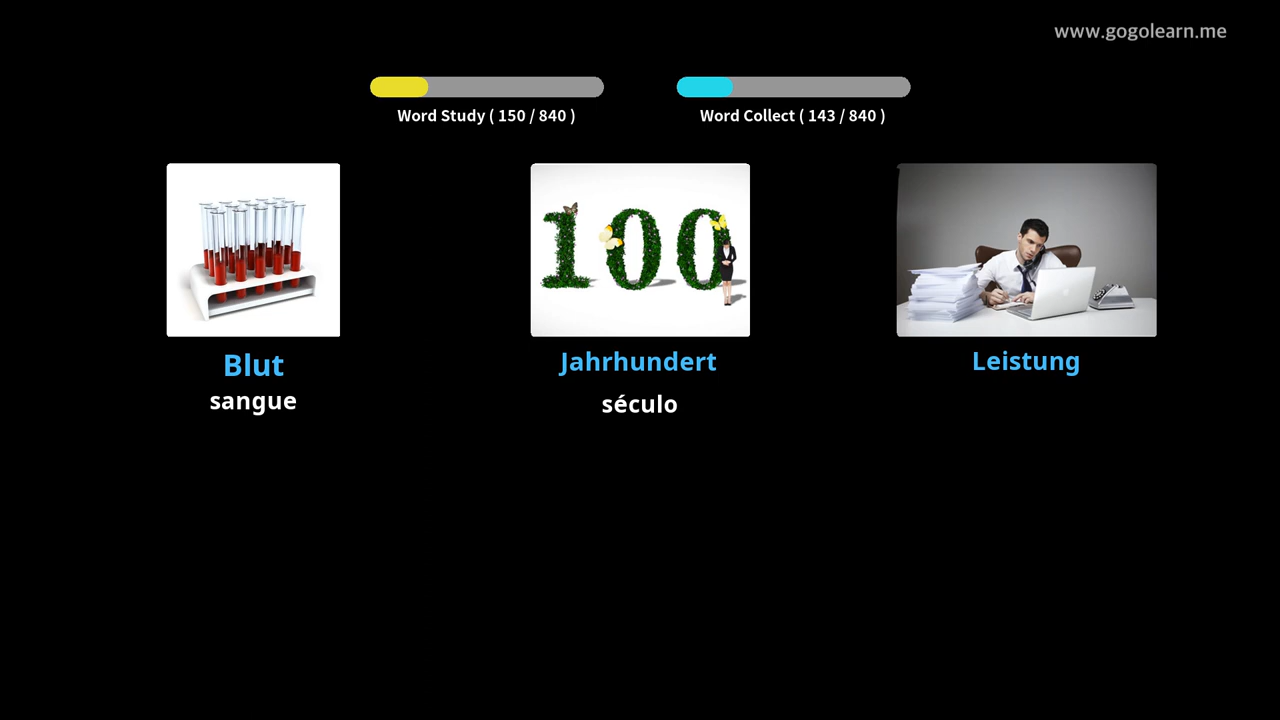 www.gogolearn.me
Word Study ( 150 / 840 )
Word Collect ( 143 / 840 )
100
Blut
sangue
Jahrhundert
século
Leistung